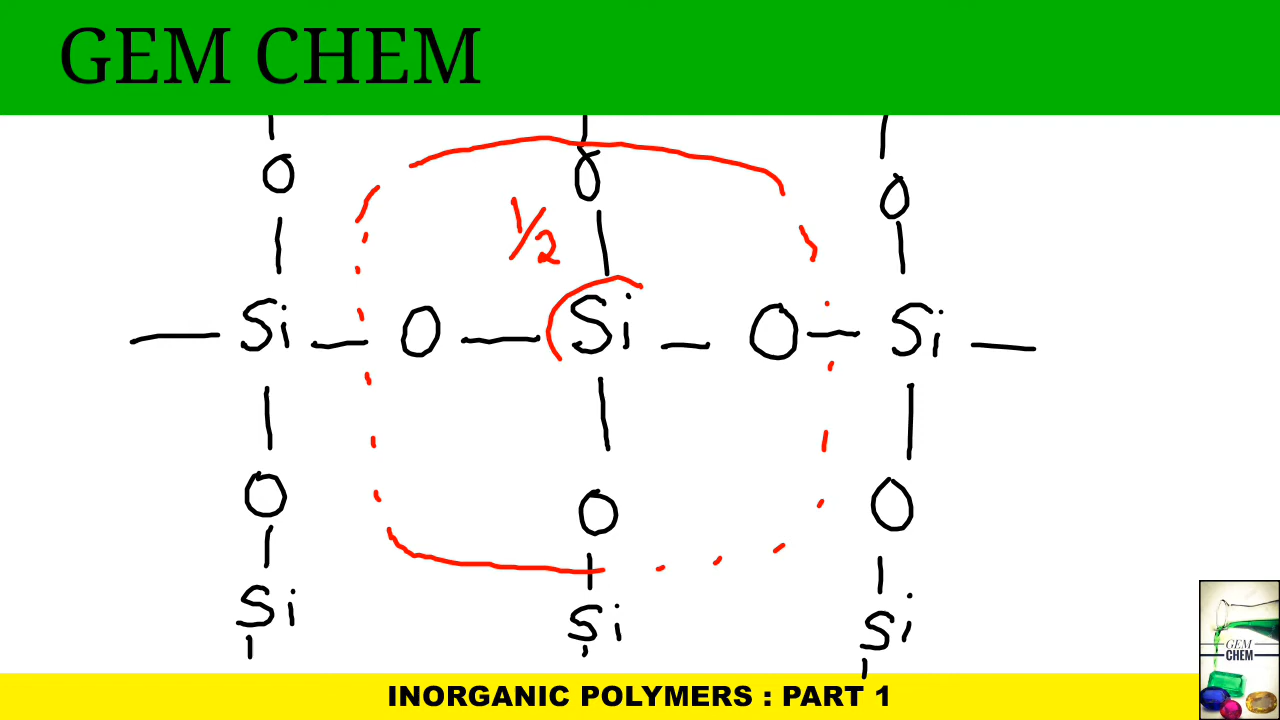 GEM CHEM
O O O
1/2
Si O Si O Si
O O O
Si Si Si
GEM
CHEM
INORGANIC POLYMERS : PART 1